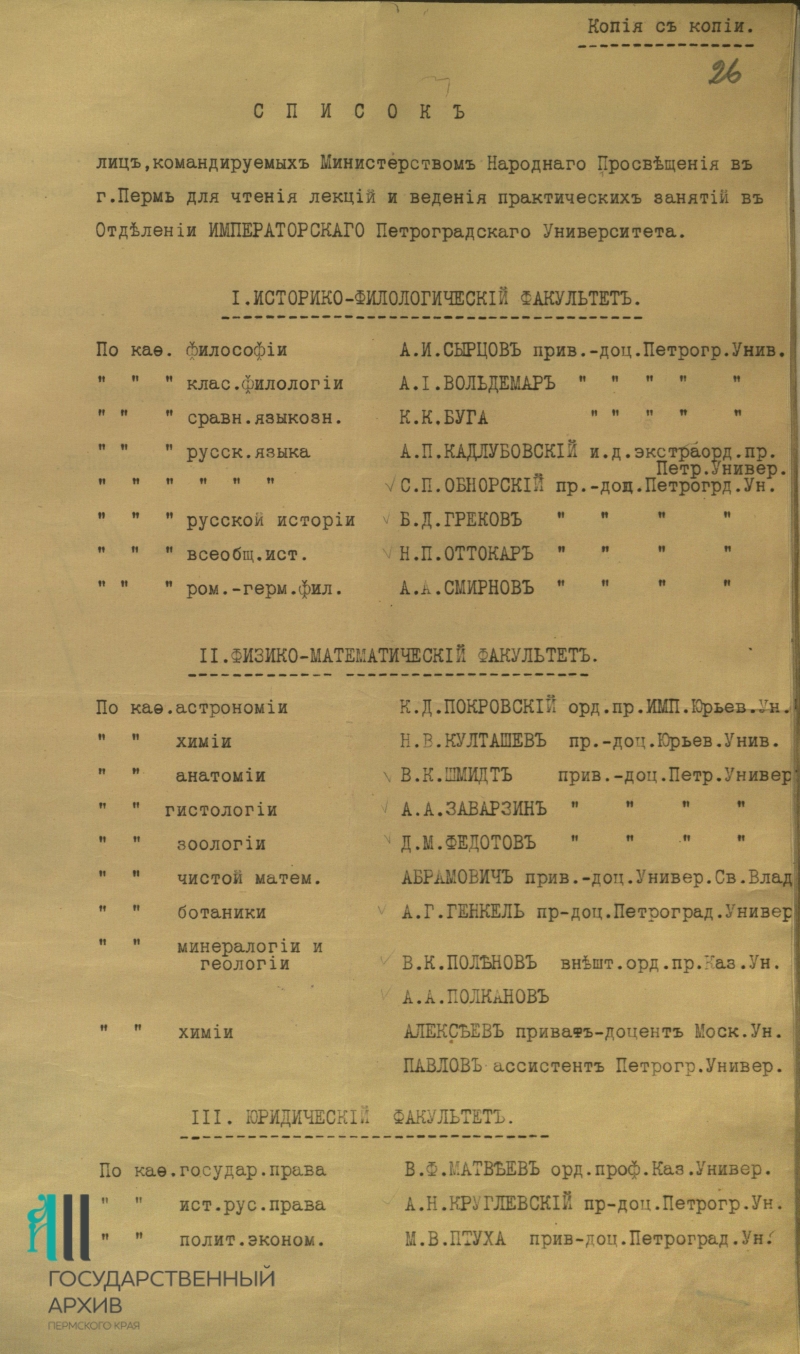 Копія съ копіи.
26
СПИСОКЪ
лицъ,командируемыхъ Министерствомъ Народнаго Просвѣщенія въ
г.Пермь для чтенія лекцій и веденія практическихъ занятій въ
Отдѣленіи ИМПЕРАТОРСКАГО Петроградскаго Университета.
I.ИСТОРИКО-ФИЛОЛОГИЧЕСКІЙ ФАКУЛЬТЕТЪ.
По каѳ. философіи А.И.СЫРЦОВЪ прив.-доц.Петрогр.Унив.
" " " клас.филологіи А.І.ВОЛЬДЕМАРЪ " " " " "
" " " сравн.языкозн. К.К.БУГА " " " " "
" " " русск.языка А.П.КАДЛУБОВСКІЙ и.д.экстраорд.пр.
Петр.Универ.
" " " " " " С.П.ОБНОРСКІЙ пр.-доц.Петрогрд.Ун.
" " " русской исторіи Б.Д.ГРЕКОВЪ " " " "
" " " всеобщ.ист. Н.П.ОТТОКАРЪ " " " "
" " " ром.-герм.фил. А.А.СМИРНОВЪ " " " "
II.ФИЗИКО-МАТЕМАТИЧЕСКІЙ ФАКУЛЬТЕТЪ.
По каѳ.астрономіи К.Д.ПОКРОВСКІЙ орд.пр.ИМП.Юрьев.Ун.
" " химіи Н.В.КУЛТАШЕВЪ пр.-доц.Юрьев.Унив.
" " анатоміи В.К.ШМИДТЪ прив.-доц.Петр.Универ
" " гистологіи А.А.ЗАВАРЗИНЪ " " " "
" " зоологіи Д.М.ФЕДОТОВЪ " " " "
" " чистой матем. АБРАМОВИЧЪ прив.-доц.Универ.Св.Влад
" " ботаники А.Г.ГЕНКЕЛЬ пр-доц.Петроград.Универ
" " минералогіи и
геологіи В.К.ПОЛѢНОВЪ внѣшт.орд.пр.Каз.Ун.
А.А.ПОЛКАНОВЪ
" " химіи АЛЕКСѢЕВЪ приватъ-доцентъ Моск.Ун.
ПАВЛОВЪ ассистентъ Петрогр.Универ.
III. ЮРИДИЧЕСКІЙ ФАКУЛЬТЕТЪ.
По каѳ.государ.права В.Ф.МАТВѢЕВЪ орд.проф.Каз.Универ.
" " ист.рус.права А.Н.КРУГЛЕВСКІЙ пр-доц.Петрогр.Ун.
" " полит.эконом. М.В.ПТУХА прив-доц.Петроград.Ун.
ГОСУДАРСТВЕННЫЙ
АРХИВ
ПЕРМСКОГО КРАЯ